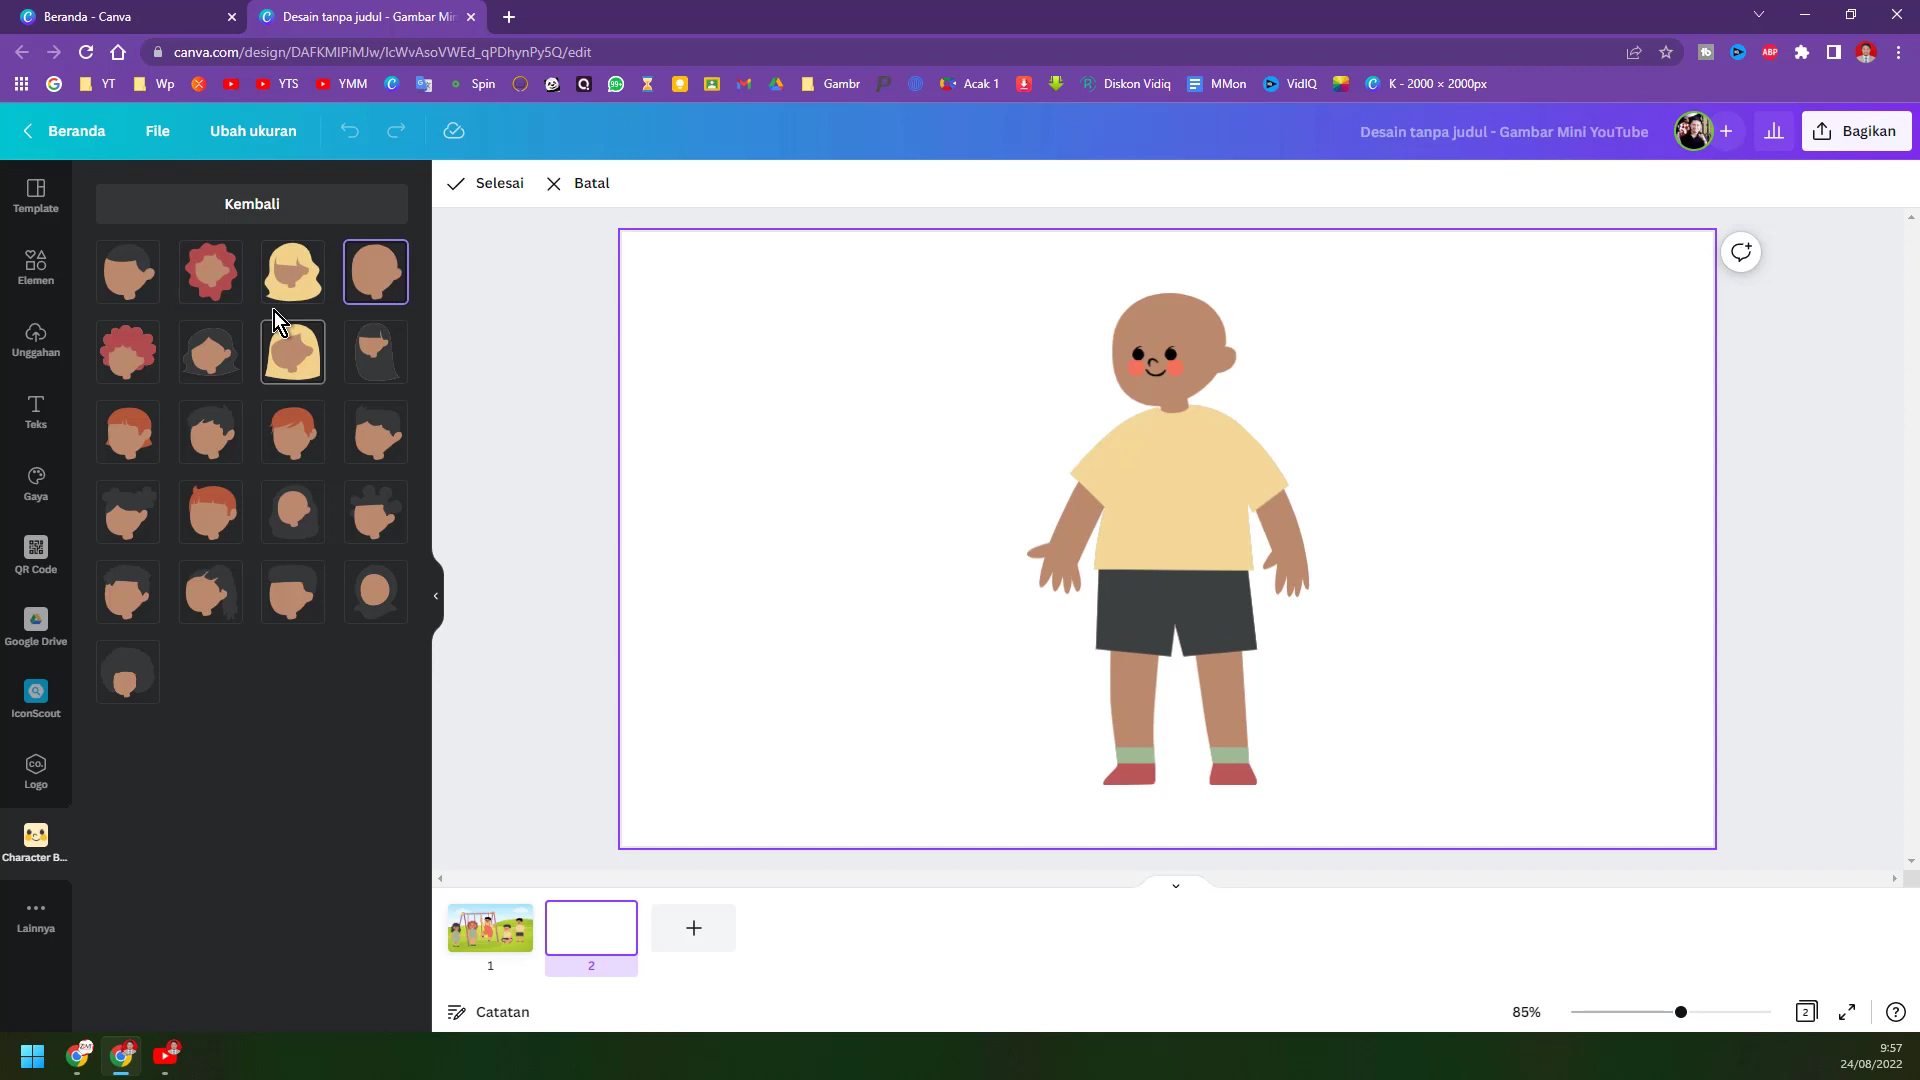 Beranda - Canva
Desain tanpa judul - Gambar Min
canva.com/design/DAFKMIPiMJw/IcWvAsoVWEd_qPDhynPy5Q/edit
YT
Wp
YTS
YMM
Spin
Gambr
Acak 1
Diskon Vidiq
MMon
VidIQ
K - 2000 × 2000px
Beranda
File
Ubah ukuran
Desain tanpa judul - Gambar Mini YouTube
Bagikan
Template
Elemen
Unggahan
Teks
Gaya
QR Code
Google Drive
IconScout
Logo
Character B...
Lainnya
Kembali
Selesai
Batal
1
2
Catatan
85%
2
9:57
24/08/2022